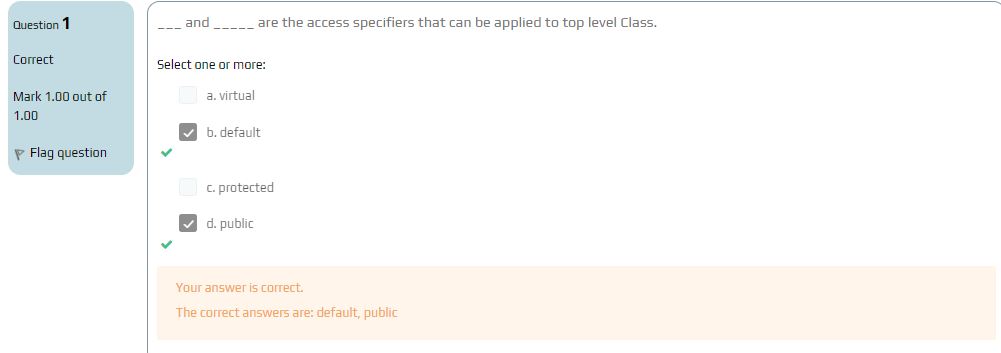 Question 1
Correct
Mark 1.00 out of
1.00
Flag question
___ and _____ are the access specifiers that can be applied to top level Class.
Select one or more:
a. virtual
b. default
c. protected
d. public
Your answer is correct.
The correct answers are: default, public